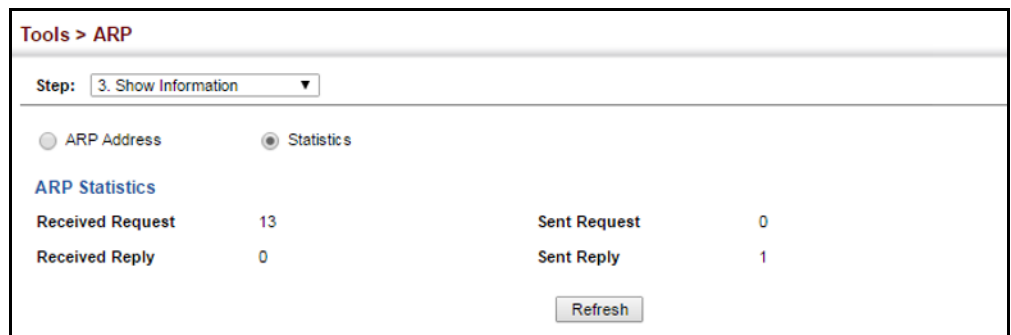 Tools > ARP
Step: 3. Show Information
ARP Address Statistics
ARP Statistics
Received Request 13 Sent Request 0
Received Reply 0 Sent Reply 1
Refresh